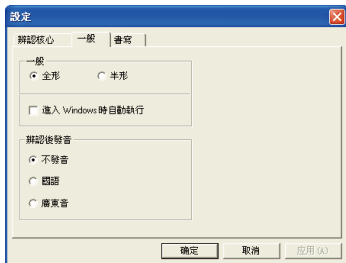 設定
辨認核心 一般 書寫
一般
全形 半形
進入 Windows 時自動執行
辨認後發音
不發音
國語
廣東音
确定 取消 应用(A)